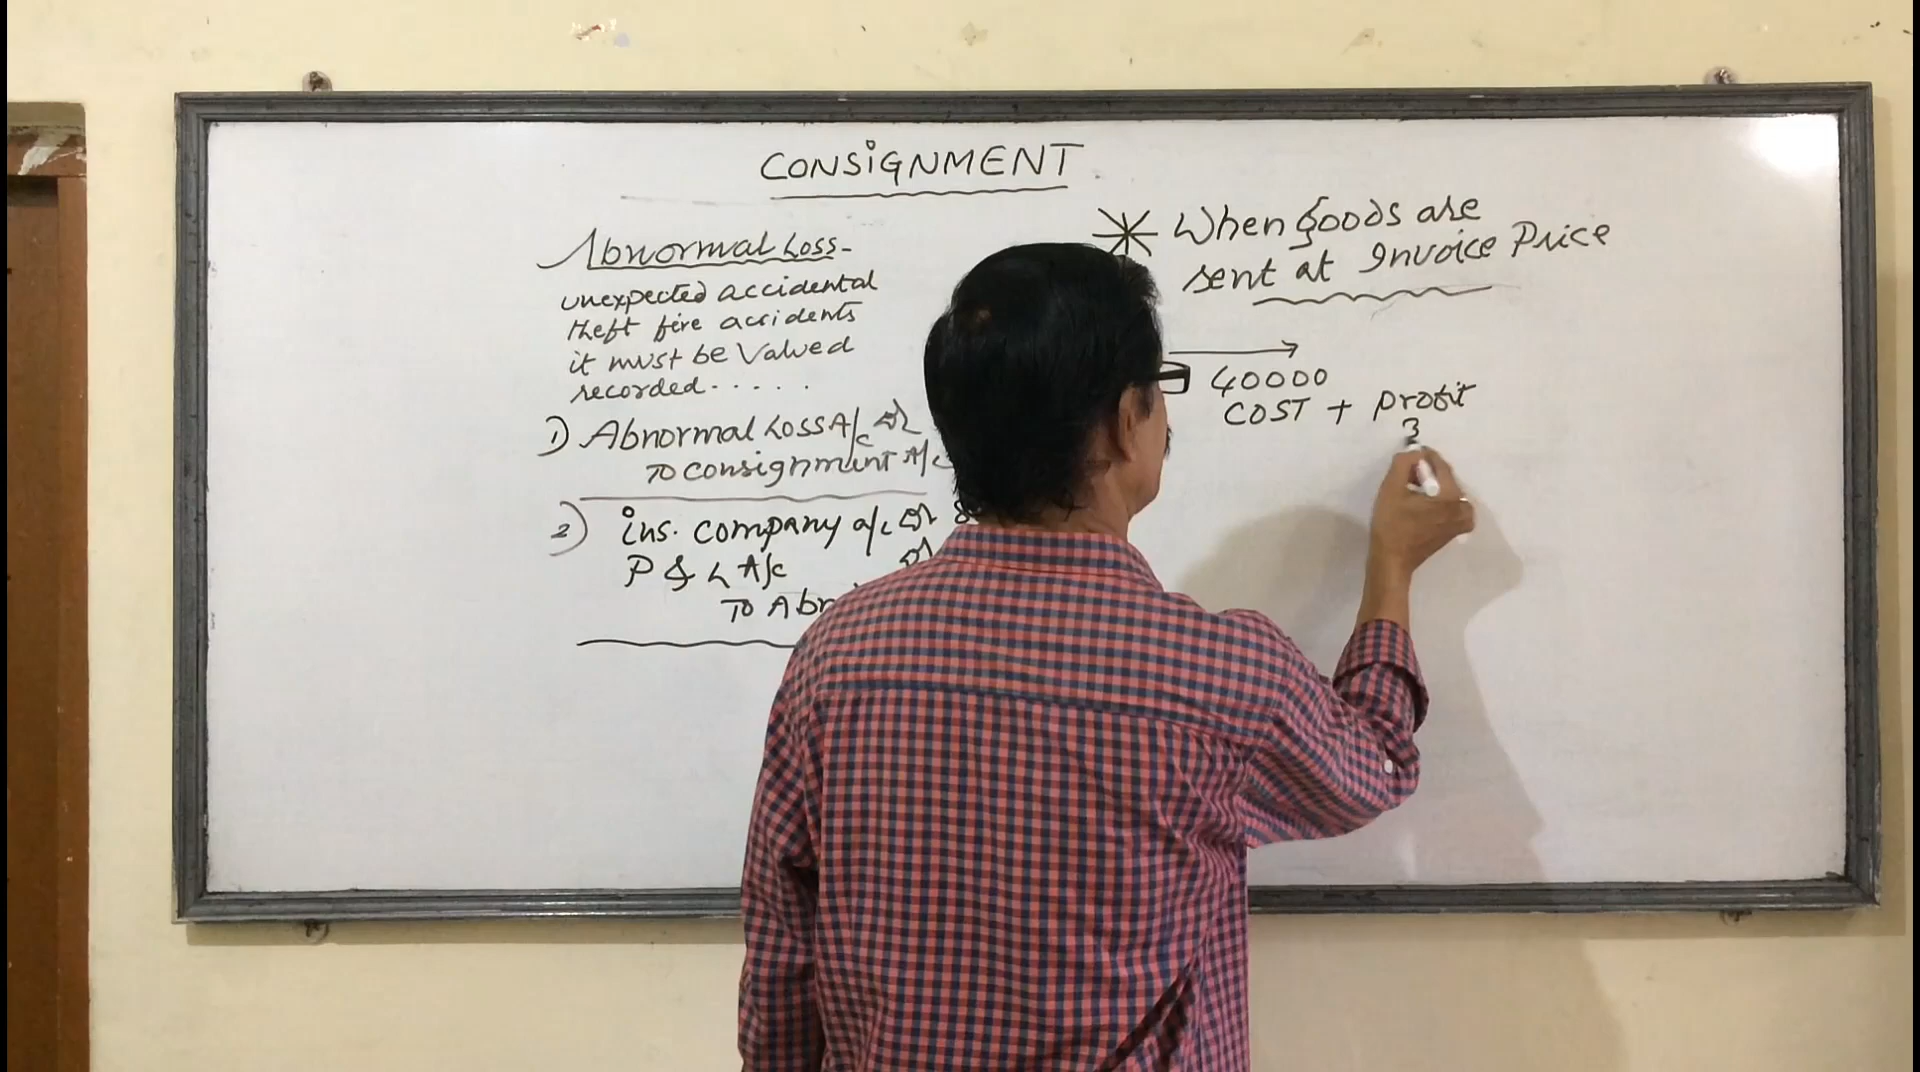 CONSIGNMENT
Abnormal Loss-
unexpected accidental
theft fire accidents
it must be Valued
recorded.....
1) Abnormal Loss A/c Dr
To consignment A/c
2) ins. company a/c Dr
P & L A/c Dr
To Abn
* When goods are
sent at Invoice Price
40000
COST + Profit
3